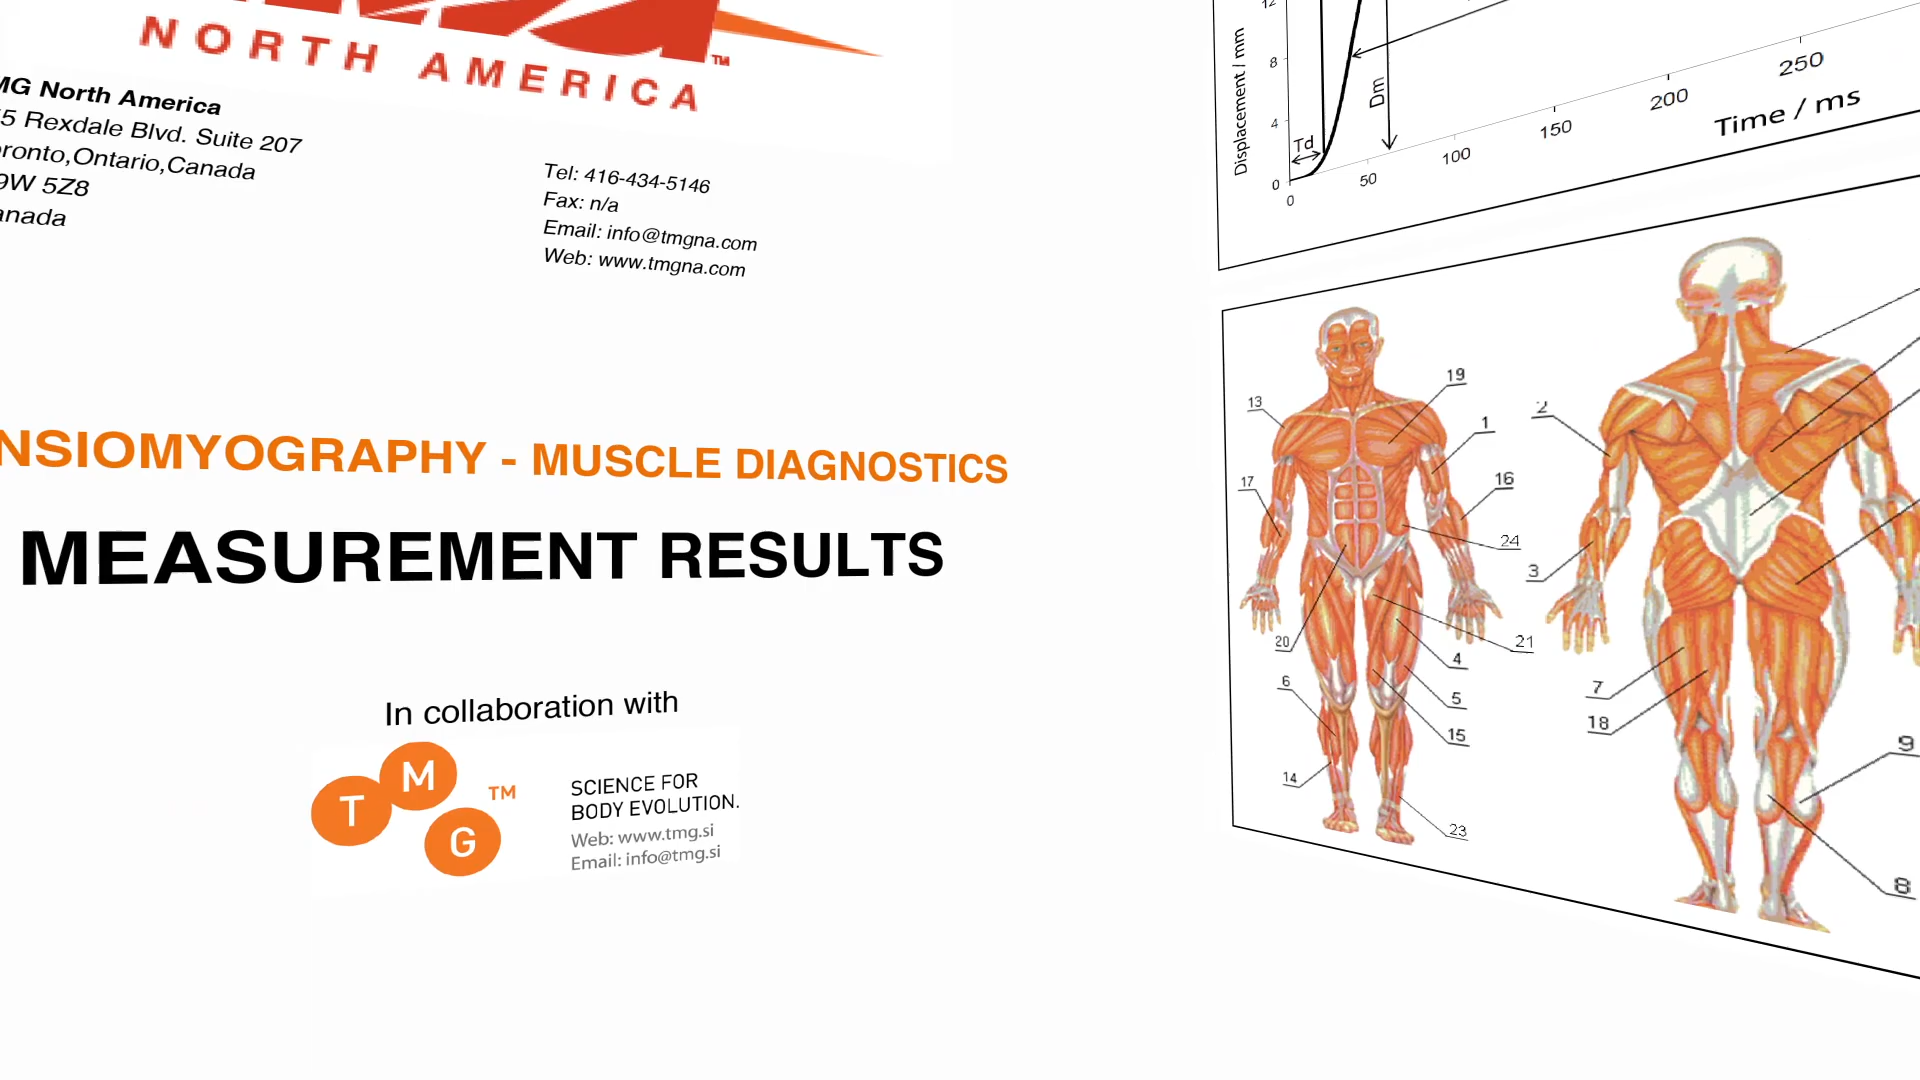 NORTH AMERICA
TM
MG North America
5 Rexdale Blvd. Suite 207
ronto,Ontario,Canada
9W 5Z8
anada
Tel: 416-434-5146
Fax: n/a
Email: info@tmgna.com
Web: www.tmgna.com
NSIOMYOGRAPHY - MUSCLE DIAGNOSTICS
MEASUREMENT RESULTS
In collaboration with
T M G TM
SCIENCE FOR
BODY EVOLUTION.
Web: www.tmg.si
Email: info@tmg.si
Displacement / mm
12
8
4
0
Td
Dm
0 50 100 150 200 250
Time / ms
13
19
1
17
16
24
20
21
4
6
5
15
14
23
2
3
7
18
9
8